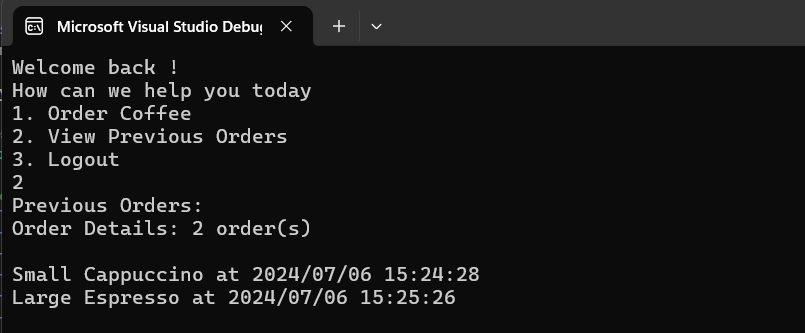 Microsoft Visual Studio Debug
Welcome back !
How can we help you today
1. Order Coffee
2. View Previous Orders
3. Logout
2
Previous Orders:
Order Details: 2 order(s)
Small Cappuccino at 2024/07/06 15:24:28
Large Espresso at 2024/07/06 15:25:26